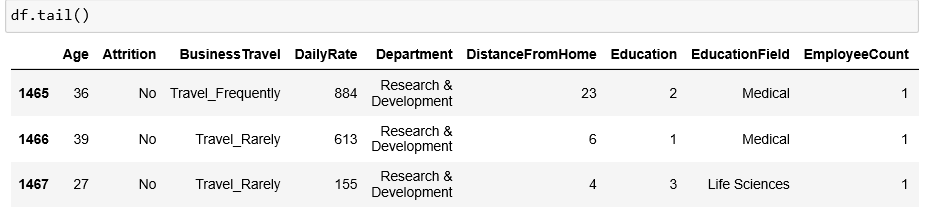 df.tail()
Age Attrition BusinessTravel DailyRate Department DistanceFromHome Education EducationField EmployeeCount
1465 36 No Travel_Frequently 884 Research & Development 23 2 Medical 1
1466 39 No Travel_Rarely 613 Research & Development 6 1 Medical 1
1467 27 No Travel_Rarely 155 Research & Development 4 3 Life Sciences 1